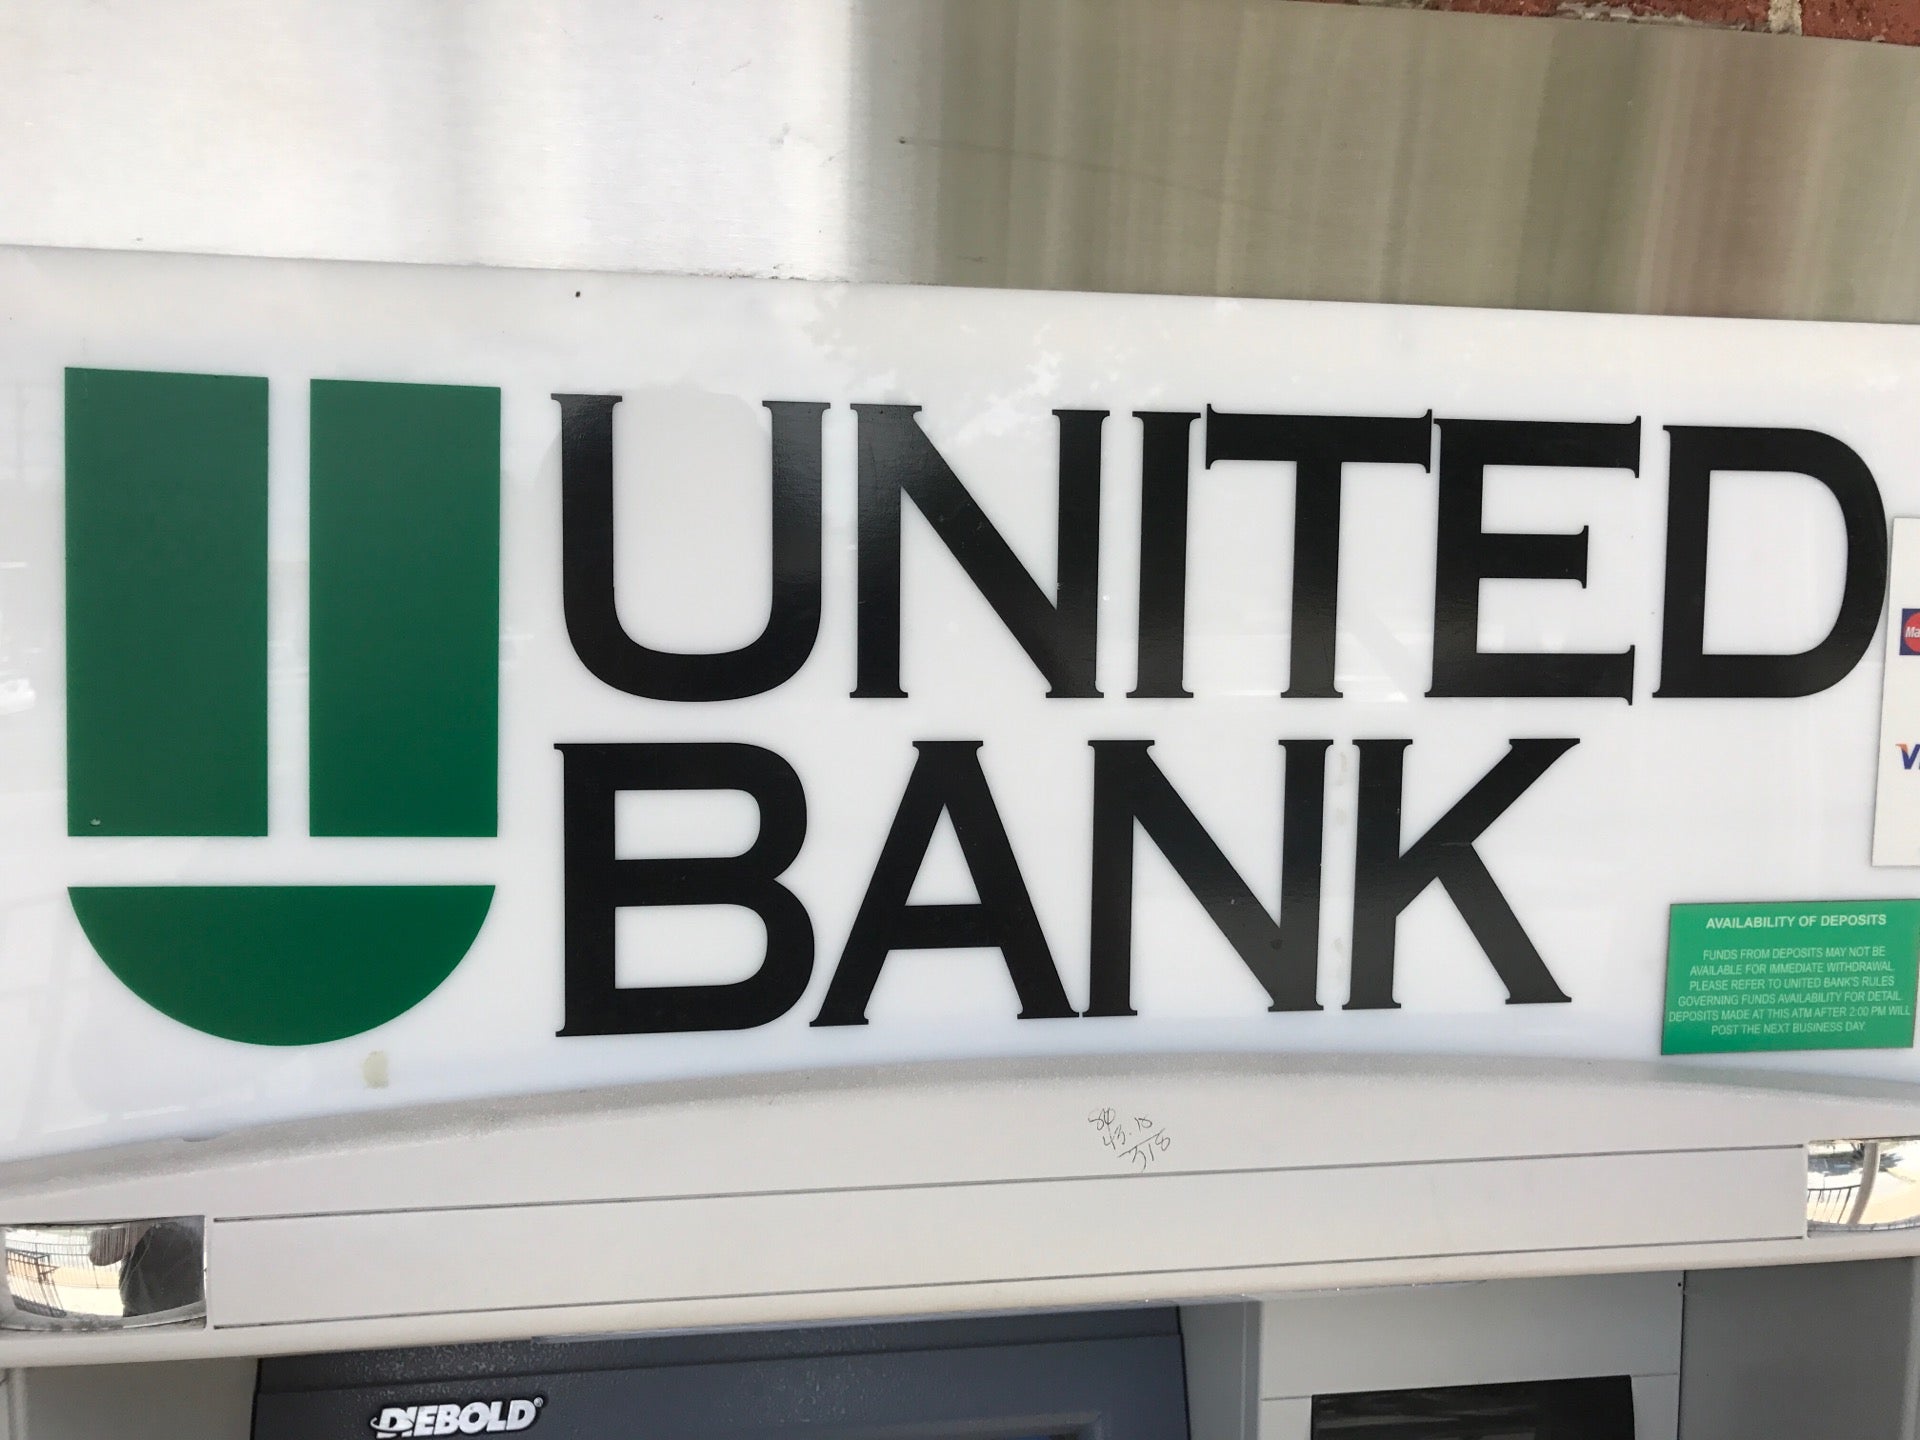 UNITED
BANK
AVAILABILITY OF DEPOSITS
FUNDS FROM DEPOSITS MAY NOT BE
AVAILABLE FOR IMMEDIATE WITHDRAWAL.
PLEASE REFER TO UNITED BANK'S RULES
GOVERNING FUNDS AVAILABILITY FOR DETAIL.
DEPOSITS MADE AT THIS ATM AFTER 2:00 PM WILL
POST THE NEXT BUSINESS DAY.
DIEBOLD®